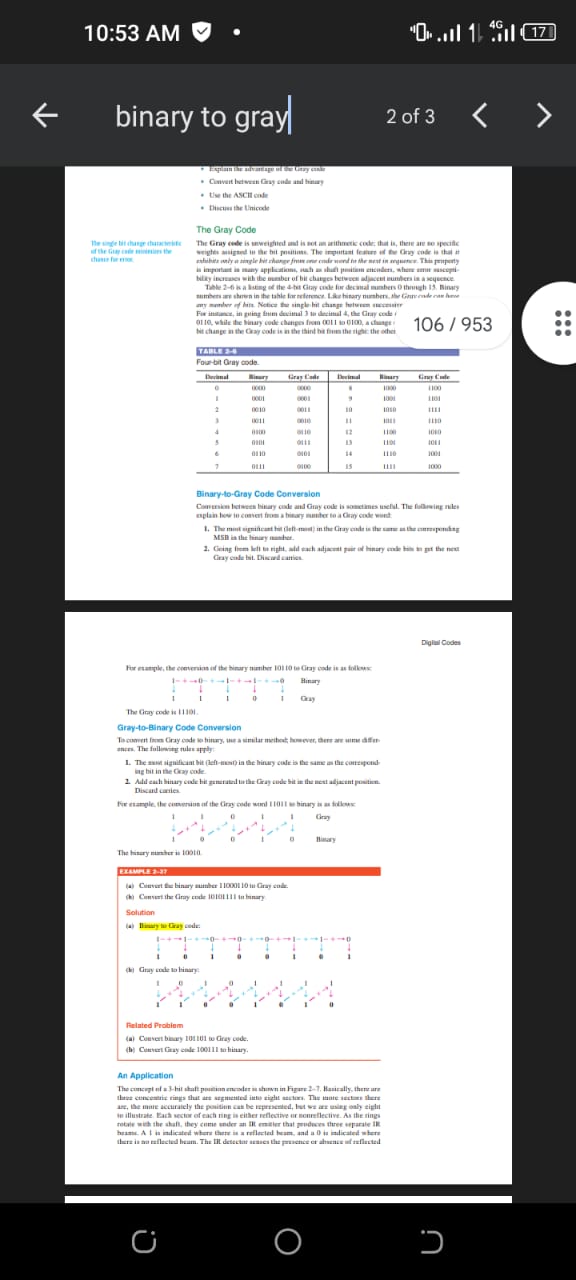 10:53 AM
4G
17
binary to gray
2 of 3
• Explain the advantage of the Gray code
• Convert between Gray code and binary
• Use the ASCII code
• Discuss the Unicode
The Gray Code
The single bit change characteristic
of the Gray code minimizes the
chance for error.
The Gray code is unweighted and is not an arithmetic code; that is, there are no specific
weights assigned to the bit positions. The important feature of the Gray code is that it
exhibits only a single bit change from one code word to the next in sequence. This property
is important in many applications, such as shaft position encoders, where error suscepti-
bility increases with the number of bit changes between adjacent numbers in a sequence.
Table 2–6 is a listing of the 4-bit Gray code for decimal numbers 0 through 15. Binary
numbers are shown in the table for reference. Like binary numbers, the Gray code can have
any number of bits. Notice the single-bit change between successive
For instance, in going from decimal 3 to decimal 4, the Gray code
0110, while the binary code changes from 0011 to 0100, a change
bit change in the Gray code is in the third bit from the right: the other
106 / 953
TABLE 2–6
Four-bit Gray code.
Decimal Binary Gray Code Decimal Binary Gray Code
0 0000 0000 8 1000 1100
1 0001 0001 9 1001 1101
2 0010 0011 10 1010 1111
3 0011 0010 11 1011 1110
4 0100 0110 12 1100 1010
5 0101 0111 13 1101 1011
6 0110 0101 14 1110 1001
7 0111 0100 15 1111 1000
Binary-to-Gray Code Conversion
Conversion between binary code and Gray code is sometimes useful. The following rules
explain how to convert from a binary number to a Gray code word:
1. The most significant bit (left-most) in the Gray code is the same as the corresponding
MSB in the binary number.
2. Going from left to right, add each adjacent pair of binary code bits to get the next
Gray code bit. Discard carries.
Digital Codes
For example, the conversion of the binary number 10110 to Gray code is as follows:
1 - + → 0 - + → 1 - + → 1 - + → 0 Binary
1 1 1 0 1 Gray
The Gray code is 11101.
Gray-to-Binary Code Conversion
To convert from Gray code to binary, use a similar method; however, there are some differ-
ences. The following rules apply:
1. The most significant bit (left-most) in the binary code is the same as the correspond-
ing bit in the Gray code.
2. Add each binary code bit generated to the Gray code bit in the next adjacent position.
Discard carries.
For example, the conversion of the Gray code word 11011 to binary is as follows:
1 1 0 1 1 Gray
1 0 0 1 0 Binary
The binary number is 10010.
EXAMPLE 2–37
(a) Convert the binary number 11000110 to Gray code.
(b) Convert the Gray code 10101111 to binary.
Solution
(a) Binary to Gray code:
1 - + → 1 - + → 0 - + → 0 - + → 0 - + → 1 - + → 1 - + → 0
1 0 1 0 0 1 0 1
(b) Gray code to binary:
1 0 1 0 1 1 1 1
1 1 0 0 1 0 1 0
Related Problem
(a) Convert binary 101101 to Gray code.
(b) Convert Gray code 100111 to binary.
An Application
The concept of a 3-bit shaft position encoder is shown in Figure 2–7. Basically, there are
three concentric rings that are segmented into eight sectors. The more sectors there
are, the more accurately the position can be represented, but we are using only eight
to illustrate. Each sector of each ring is either reflective or nonreflective. As the rings
rotate with the shaft, they come under an IR emitter that produces three separate IR
beams. A 1 is indicated where there is a reflected beam, and a 0 is indicated where
there is no reflected beam. The IR detector senses the presence or absence of reflected